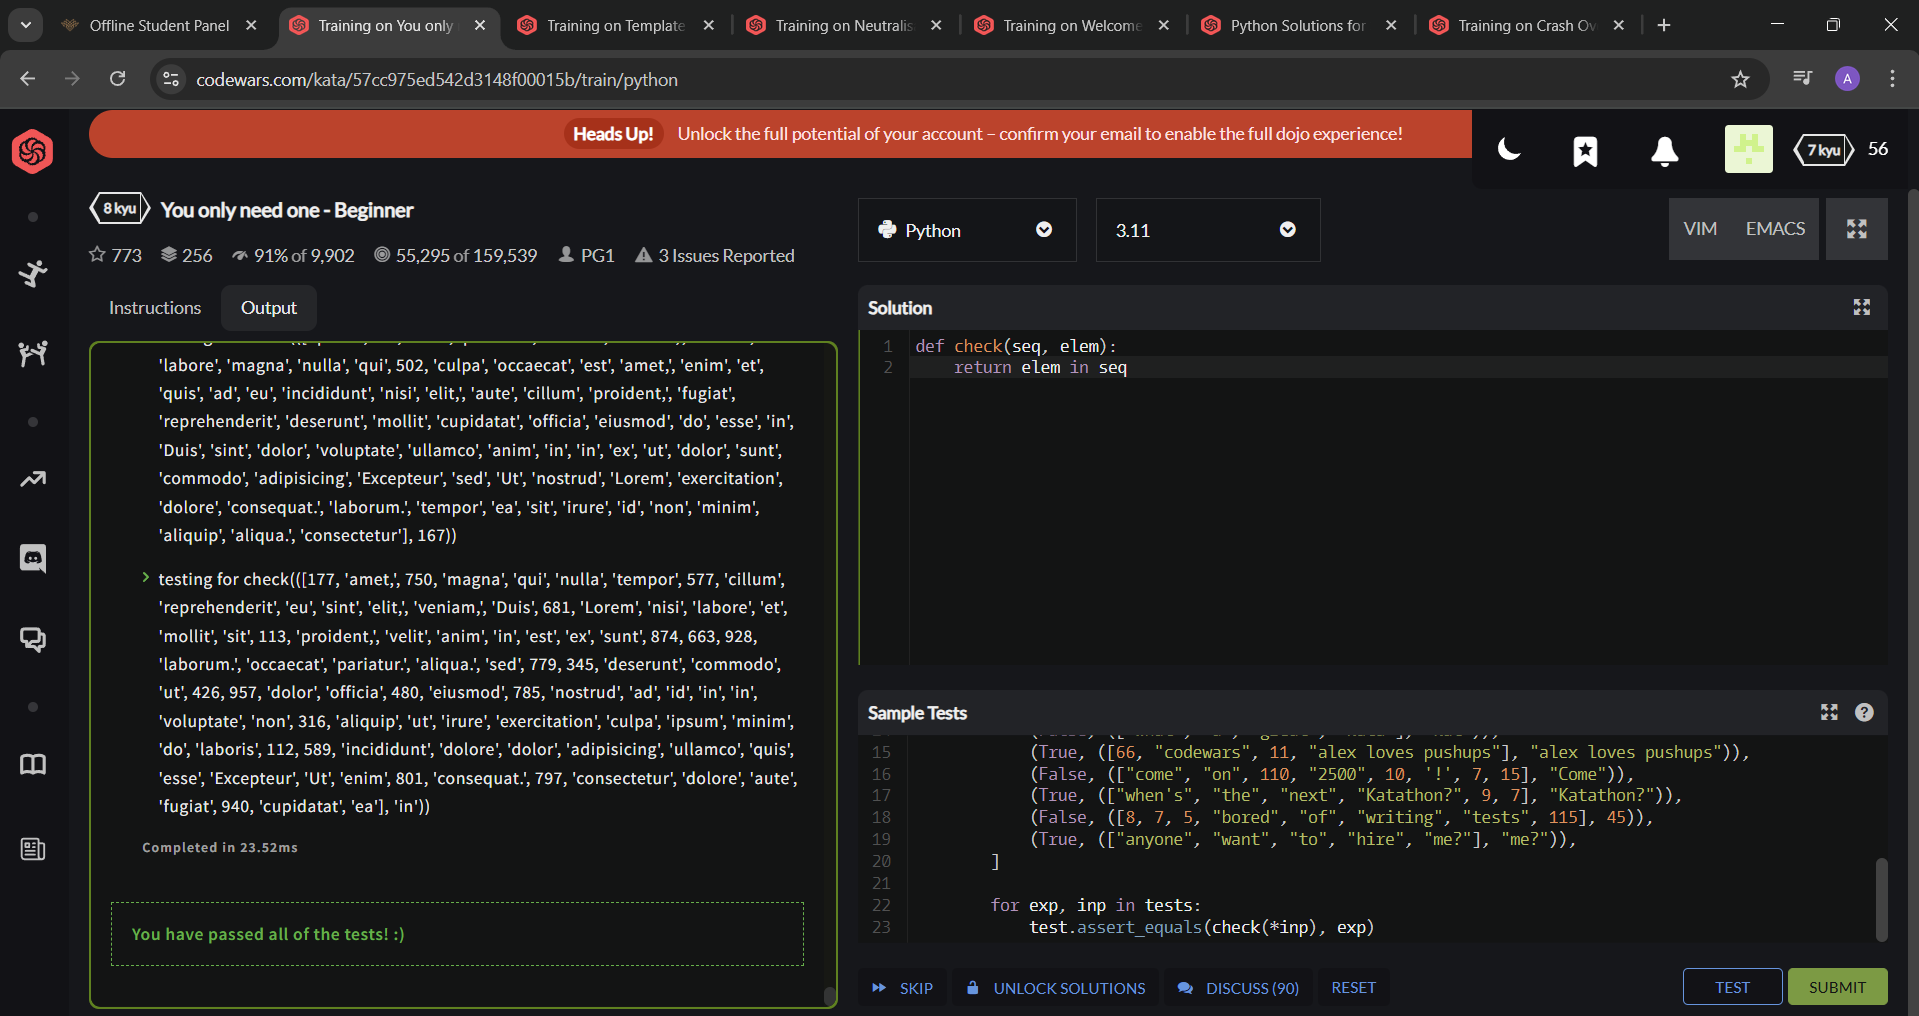 Offline Student Panel
Training on You only
Training on Template
Training on Neutralis
Training on Welcome
Python Solutions for
Training on Crash Ov
codewars.com/kata/57cc975ed542d3148f00015b/train/python
A
Heads Up! Unlock the full potential of your account – confirm your email to enable the full dojo experience!
7 kyu 56
8 kyu You only need one - Beginner
773 256 91% of 9,902 55,295 of 159,539 PG1 3 Issues Reported
Python
3.11
VIM EMACS
Instructions Output
'labore', 'magna', 'nulla', 'qui', 502, 'culpa', 'occaecat', 'est', 'amet,', 'enim', 'et',
'quis', 'ad', 'eu', 'incididunt', 'nisi', 'elit,', 'aute', 'cillum', 'proident,', 'fugiat',
'reprehenderit', 'deserunt', 'mollit', 'cupidatat', 'officia', 'eiusmod', 'do', 'esse', 'in',
'Duis', 'sint', 'dolor', 'voluptate', 'ullamco', 'anim', 'in', 'in', 'ex', 'ut', 'dolor', 'sunt',
'commodo', 'adipisicing', 'Excepteur', 'sed', 'Ut', 'nostrud', 'Lorem', 'exercitation',
'dolore', 'consequat.', 'laborum.', 'tempor', 'ea', 'sit', 'irure', 'id', 'non', 'minim',
'aliquip', 'aliqua.', 'consectetur'], 167))
testing for check(([177, 'amet,', 750, 'magna', 'qui', 'nulla', 'tempor', 577, 'cillum',
'reprehenderit', 'eu', 'sint', 'elit,', 'veniam,', 'Duis', 681, 'Lorem', 'nisi', 'labore', 'et',
'mollit', 'sit', 113, 'proident,', 'velit', 'anim', 'in', 'est', 'ex', 'sunt', 874, 663, 928,
'laborum.', 'occaecat', 'pariatur.', 'aliqua.', 'sed', 779, 345, 'deserunt', 'commodo',
'ut', 426, 957, 'dolor', 'officia', 480, 'eiusmod', 785, 'nostrud', 'ad', 'id', 'in', 'in',
'voluptate', 'non', 316, 'aliquip', 'ut', 'irure', 'exercitation', 'culpa', 'ipsum', 'minim',
'do', 'laboris', 112, 589, 'incididunt', 'dolore', 'dolor', 'adipisicing', 'ullamco', 'quis',
'esse', 'Excepteur', 'Ut', 'enim', 801, 'consequat.', 797, 'consectetur', 'dolore', 'aute',
'fugiat', 940, 'cupidatat', 'ea'], 'in'))
Completed in 23.52ms
You have passed all of the tests! :)
Solution
1 def check(seq, elem):
2 return elem in seq
Sample Tests
15 (True, ([66, "codewars", 11, "alex loves pushups"], "alex loves pushups")),
16 (False, (["come", "on", 110, "2500", 10, '!', 7, 15], "Come")),
17 (True, (["when's", "the", "next", "Katathon?", 9, 7], "Katathon?")),
18 (False, ([8, 7, 5, "bored", "of", "writing", "tests", 115], 45)),
19 (True, (["anyone", "want", "to", "hire", "me?"], "me?")),
20 ]
21
22 for exp, inp in tests:
23 test.assert_equals(check(*inp), exp)
SKIP UNLOCK SOLUTIONS DISCUSS (90) RESET TEST SUBMIT